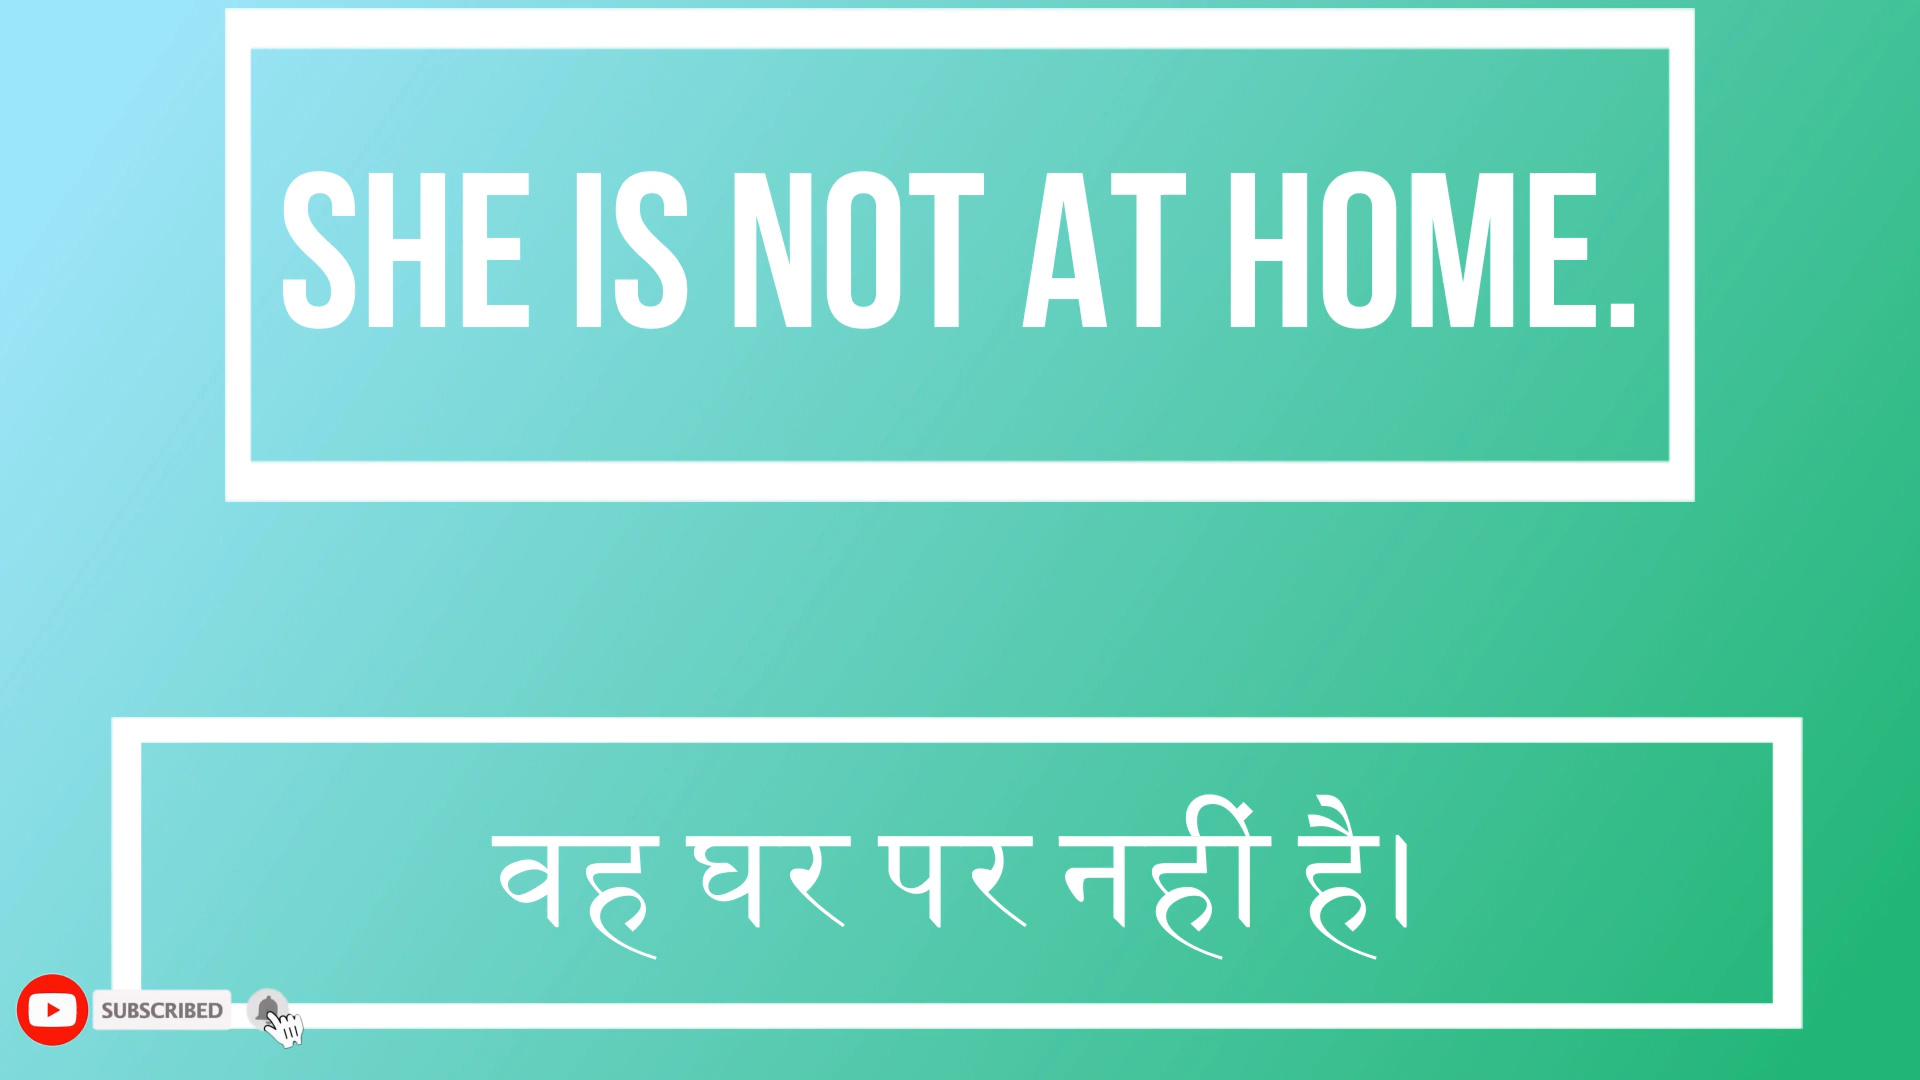 SHE IS NOT AT HOME.
वह घर पर नहीं है।
SUBSCRIBED